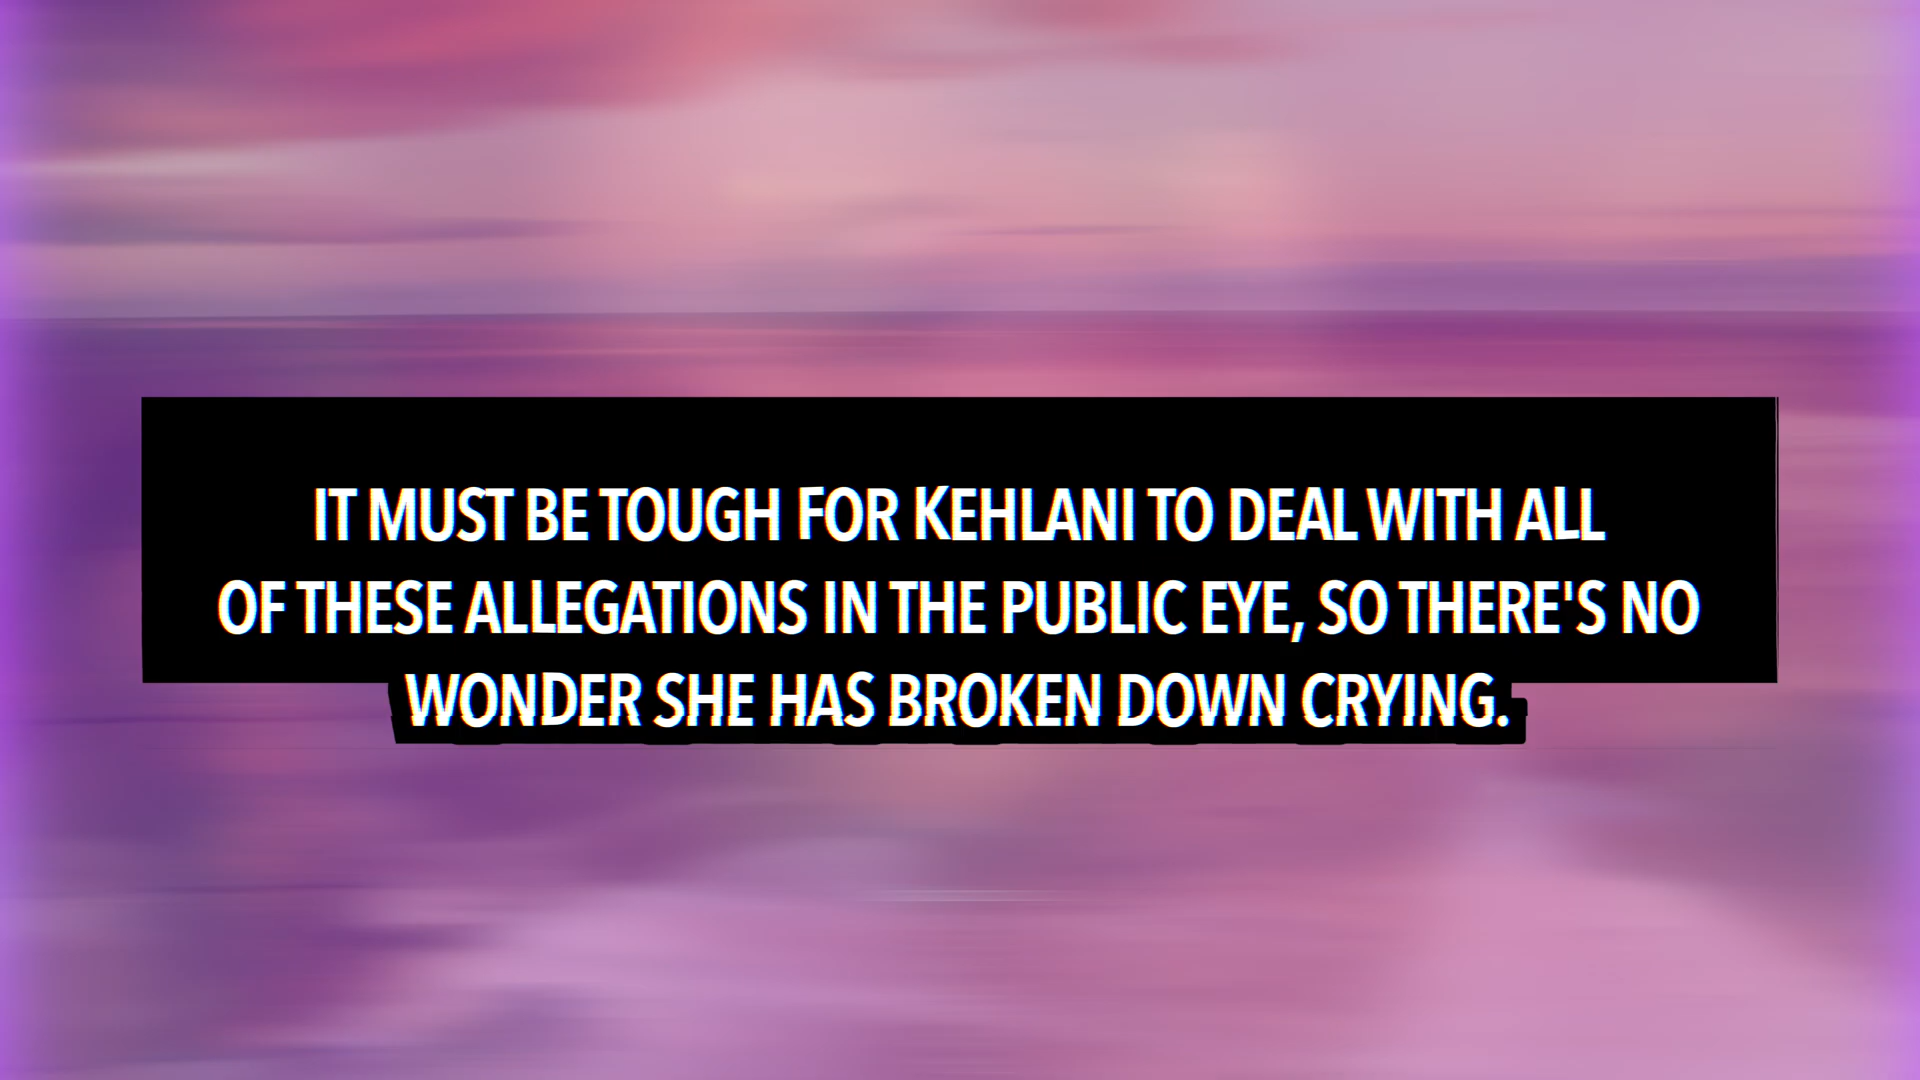 IT MUST BE TOUGH FOR KEHLANI TO DEAL WITH ALL
OF THESE ALLEGATIONS IN THE PUBLIC EYE, SO THERE'S NO
WONDER SHE HAS BROKEN DOWN CRYING.